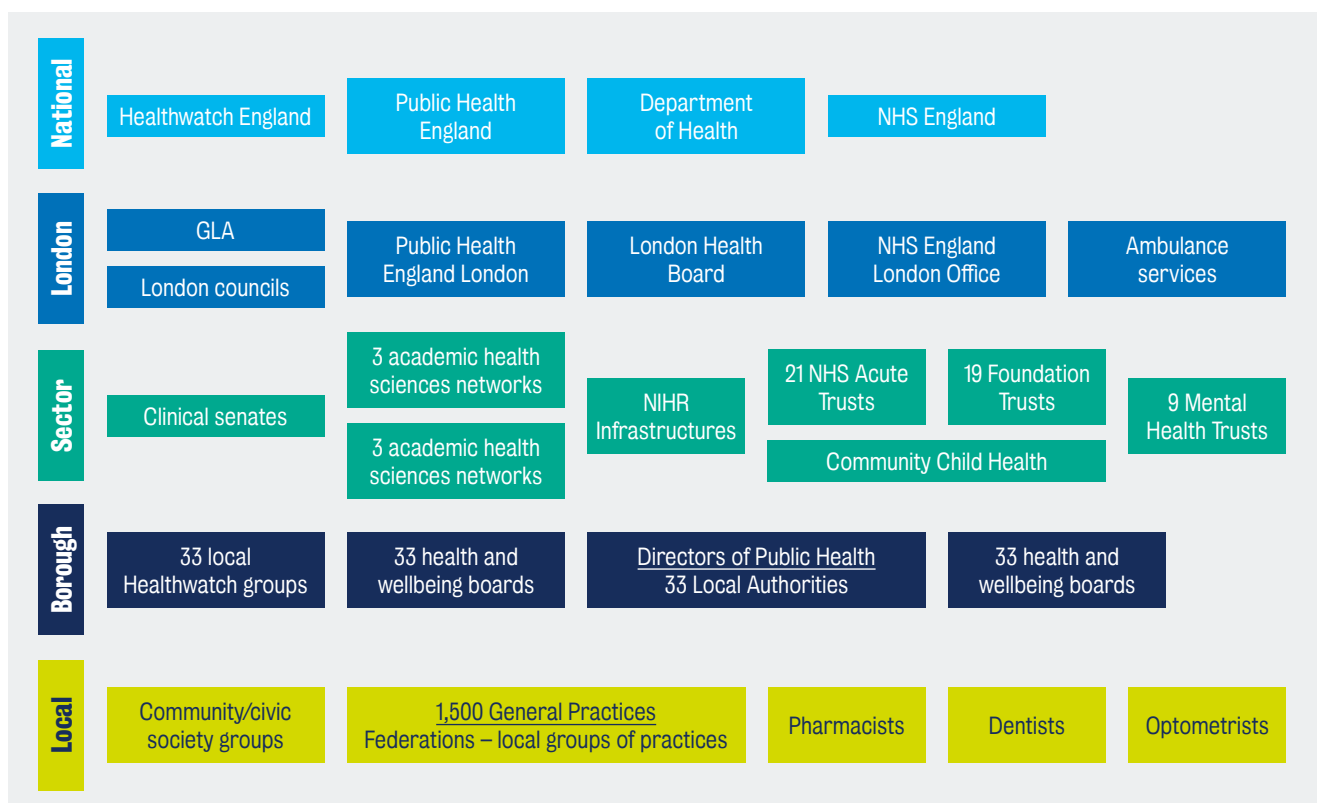 National
Healthwatch England
Public Health
England
Department
of Health
NHS England
London
GLA
London councils
Public Health
England London
London Health
Board
NHS England
London Office
Ambulance
services
Sector
Clinical senates
3 academic health
sciences networks
3 academic health
sciences networks
NIHR
Infrastructures
21 NHS Acute
Trusts
19 Foundation
Trusts
Community Child Health
9 Mental
Health Trusts
Borough
33 local
Healthwatch groups
33 health and
wellbeing boards
Directors of Public Health
33 Local Authorities
33 health and
wellbeing boards
Local
Community/civic
society groups
1,500 General Practices
Federations – local groups of practices
Pharmacists
Dentists
Optometrists